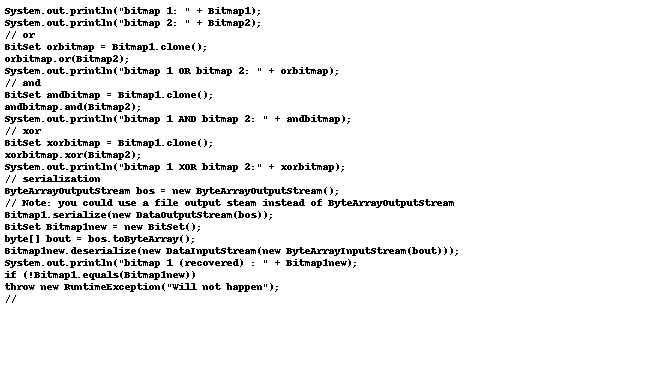 System.out.println("bitmap 1: " + Bitmap1);
System.out.println("bitmap 2: " + Bitmap2);
// or
BitSet orbitmap = Bitmap1.clone();
orbitmap.or(Bitmap2);
System.out.println("bitmap 1 OR bitmap 2: " + orbitmap);
// and
BitSet andbitmap = Bitmap1.clone();
andbitmap.and(Bitmap2);
System.out.println("bitmap 1 AND bitmap 2: " + andbitmap);
// xor
BitSet xorbitmap = Bitmap1.clone();
xorbitmap.xor(Bitmap2);
System.out.println("bitmap 1 XOR bitmap 2:" + xorbitmap);
// serialization
ByteArrayOutputStream bos = new ByteArrayOutputStream();
// Note: you could use a file output steam instead of ByteArrayOutputStream
Bitmap1.serialize(new DataOutputStream(bos));
BitSet Bitmap1new = new BitSet();
byte[] bout = bos.toByteArray();
Bitmap1new.deserialize(new DataInputStream(new ByteArrayInputStream(bout)));
System.out.println("bitmap 1 (recovered) : " + Bitmap1new);
if (!Bitmap1.equals(Bitmap1new))
throw new RuntimeException("Will not happen");
//